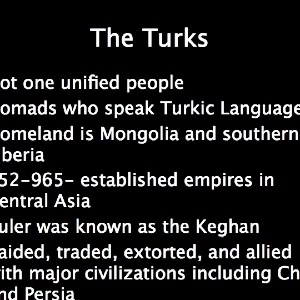 The Turks
ot one unified people
omads who speak Turkic Language
omeland is Mongolia and southern
beria
52-965- established empires in
entral Asia
uler was known as the Keghan
aided, traded, extorted, and allied
ith major civilizations including Ch
nd Persia